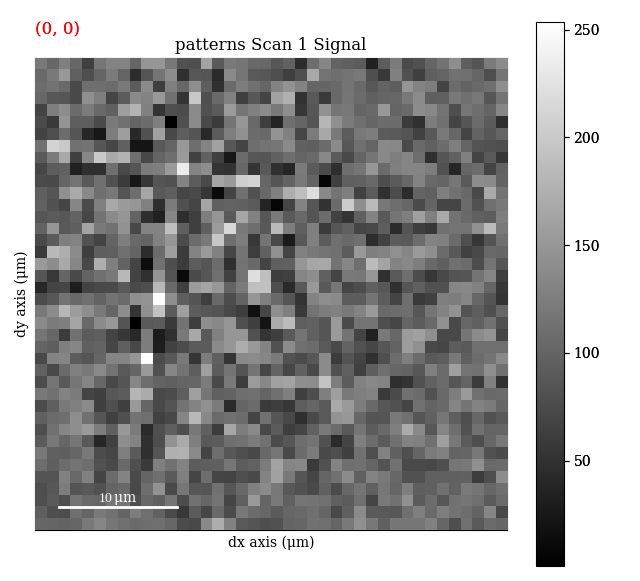 (0, 0)
patterns Scan 1 Signal
250
200
150
100
50
dy axis (μm)
10 μm
dx axis (μm)